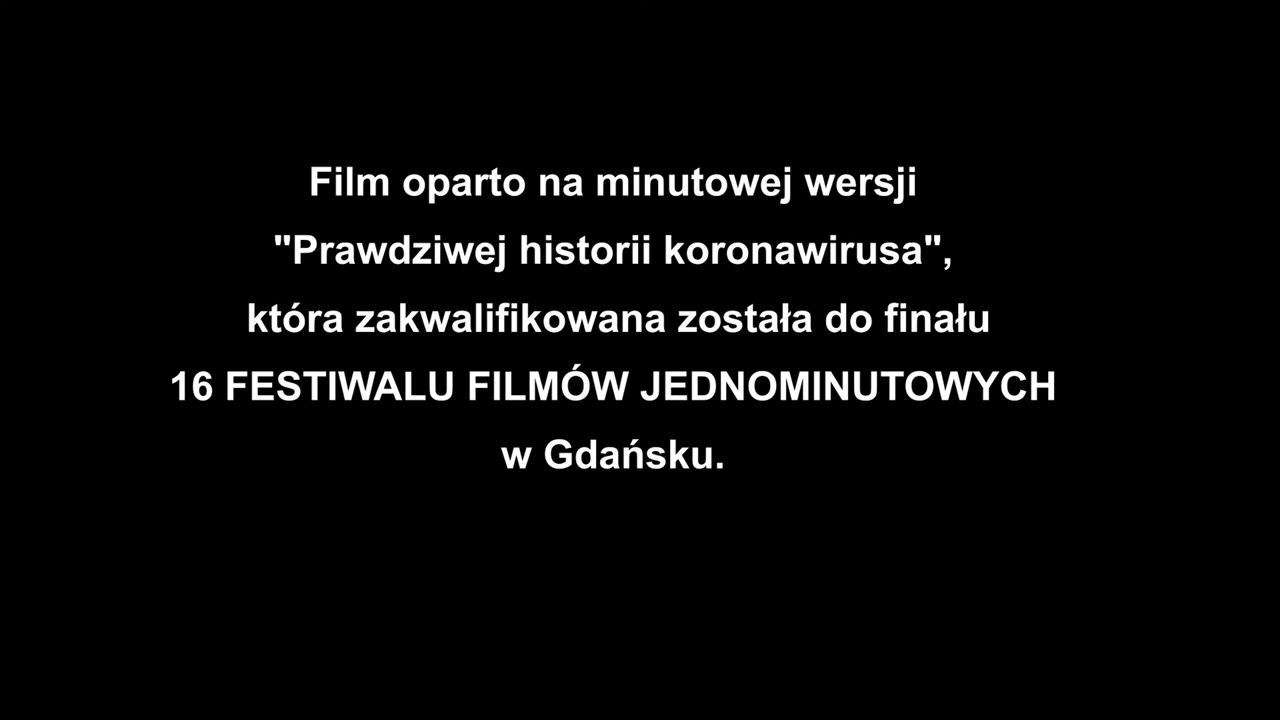 Film oparto na minutowej wersji
"Prawdziwej historii koronawirusa",
która zakwalifikowana została do finału
16 FESTIWALU FILMÓW JEDNOMINUTOWYCH
w Gdańsku.